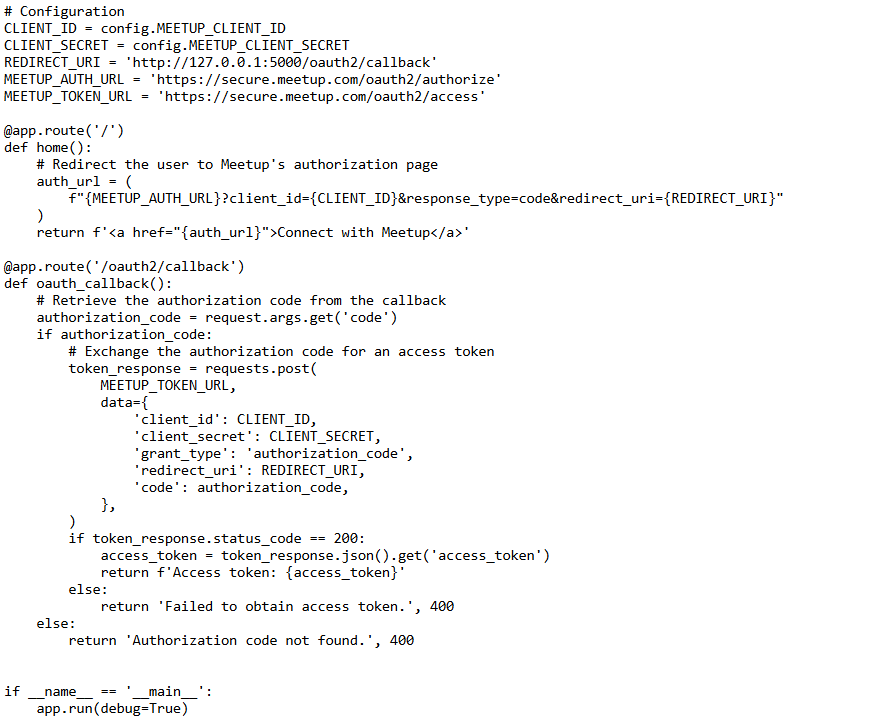 # Configuration
CLIENT_ID = config.MEETUP_CLIENT_ID
CLIENT_SECRET = config.MEETUP_CLIENT_SECRET
REDIRECT_URI = 'http://127.0.0.1:5000/oauth2/callback'
MEETUP_AUTH_URL = 'https://secure.meetup.com/oauth2/authorize'
MEETUP_TOKEN_URL = 'https://secure.meetup.com/oauth2/access'

@app.route('/')
def home():
    # Redirect the user to Meetup's authorization page
    auth_url = (
        f"{MEETUP_AUTH_URL}?client_id={CLIENT_ID}&response_type=code&redirect_uri={REDIRECT_URI}"
    )
    return f'<a href="{auth_url}">Connect with Meetup</a>'

@app.route('/oauth2/callback')
def oauth_callback():
    # Retrieve the authorization code from the callback
    authorization_code = request.args.get('code')
    if authorization_code:
        # Exchange the authorization code for an access token
        token_response = requests.post(
            MEETUP_TOKEN_URL,
            data={
                'client_id': CLIENT_ID,
                'client_secret': CLIENT_SECRET,
                'grant_type': 'authorization_code',
                'redirect_uri': REDIRECT_URI,
                'code': authorization_code,
            },
        )
        if token_response.status_code == 200:
            access_token = token_response.json().get('access_token')
            return f'Access token: {access_token}'
        else:
            return 'Failed to obtain access token.', 400
    else:
        return 'Authorization code not found.', 400


if __name__ == '__main__':
    app.run(debug=True)